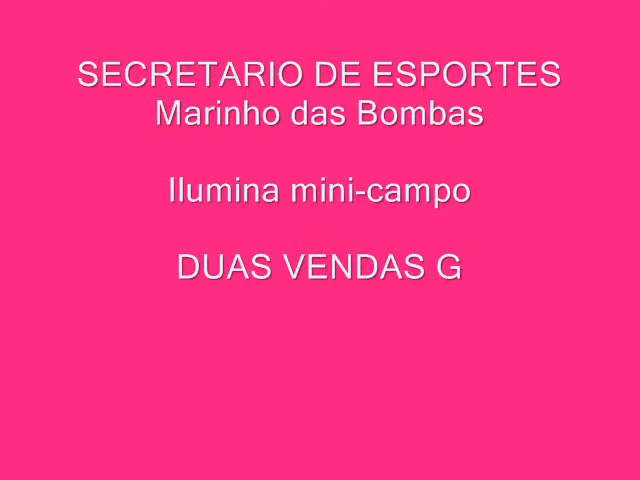 SECRETARIO DE ESPORTES
Marinho das Bombas
Ilumina mini-campo
DUAS VENDAS G